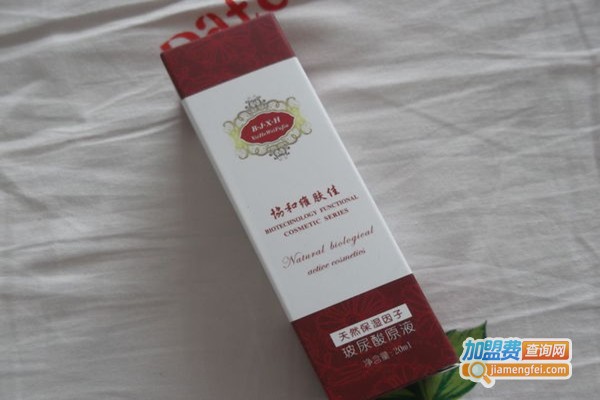 B·J·X·H
XieHeWeiFuJia
协和维肤佳
BIOTECHNOLOGY FUNCTIONAL
COSMETIC SERIES
Natural biological
active cosmetics
天然保湿因子
玻尿酸原液
净含量:20ml
加盟费查询网
jiamengfei.com